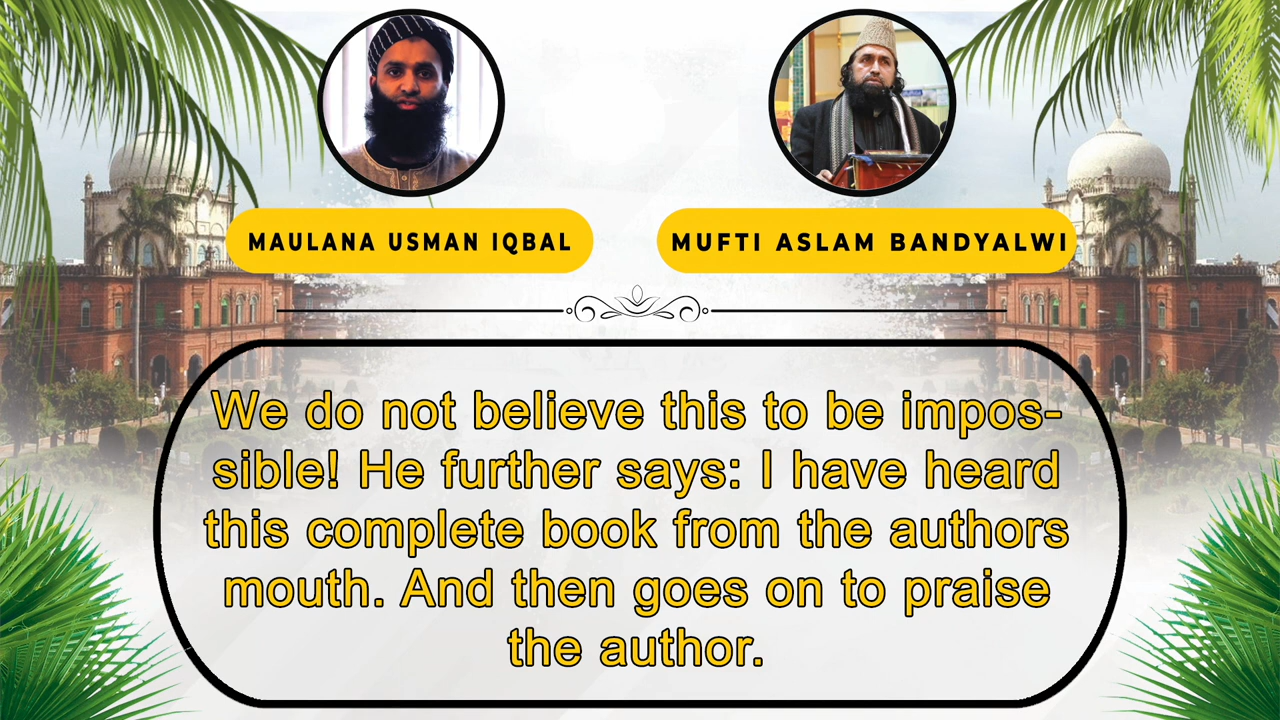 MAULANA USMAN IQBAL
MUFTI ASLAM BANDYALWI
We do not believe this to be impos-
sible! He further says: I have heard
this complete book from the authors
mouth. And then goes on to praise
the author.